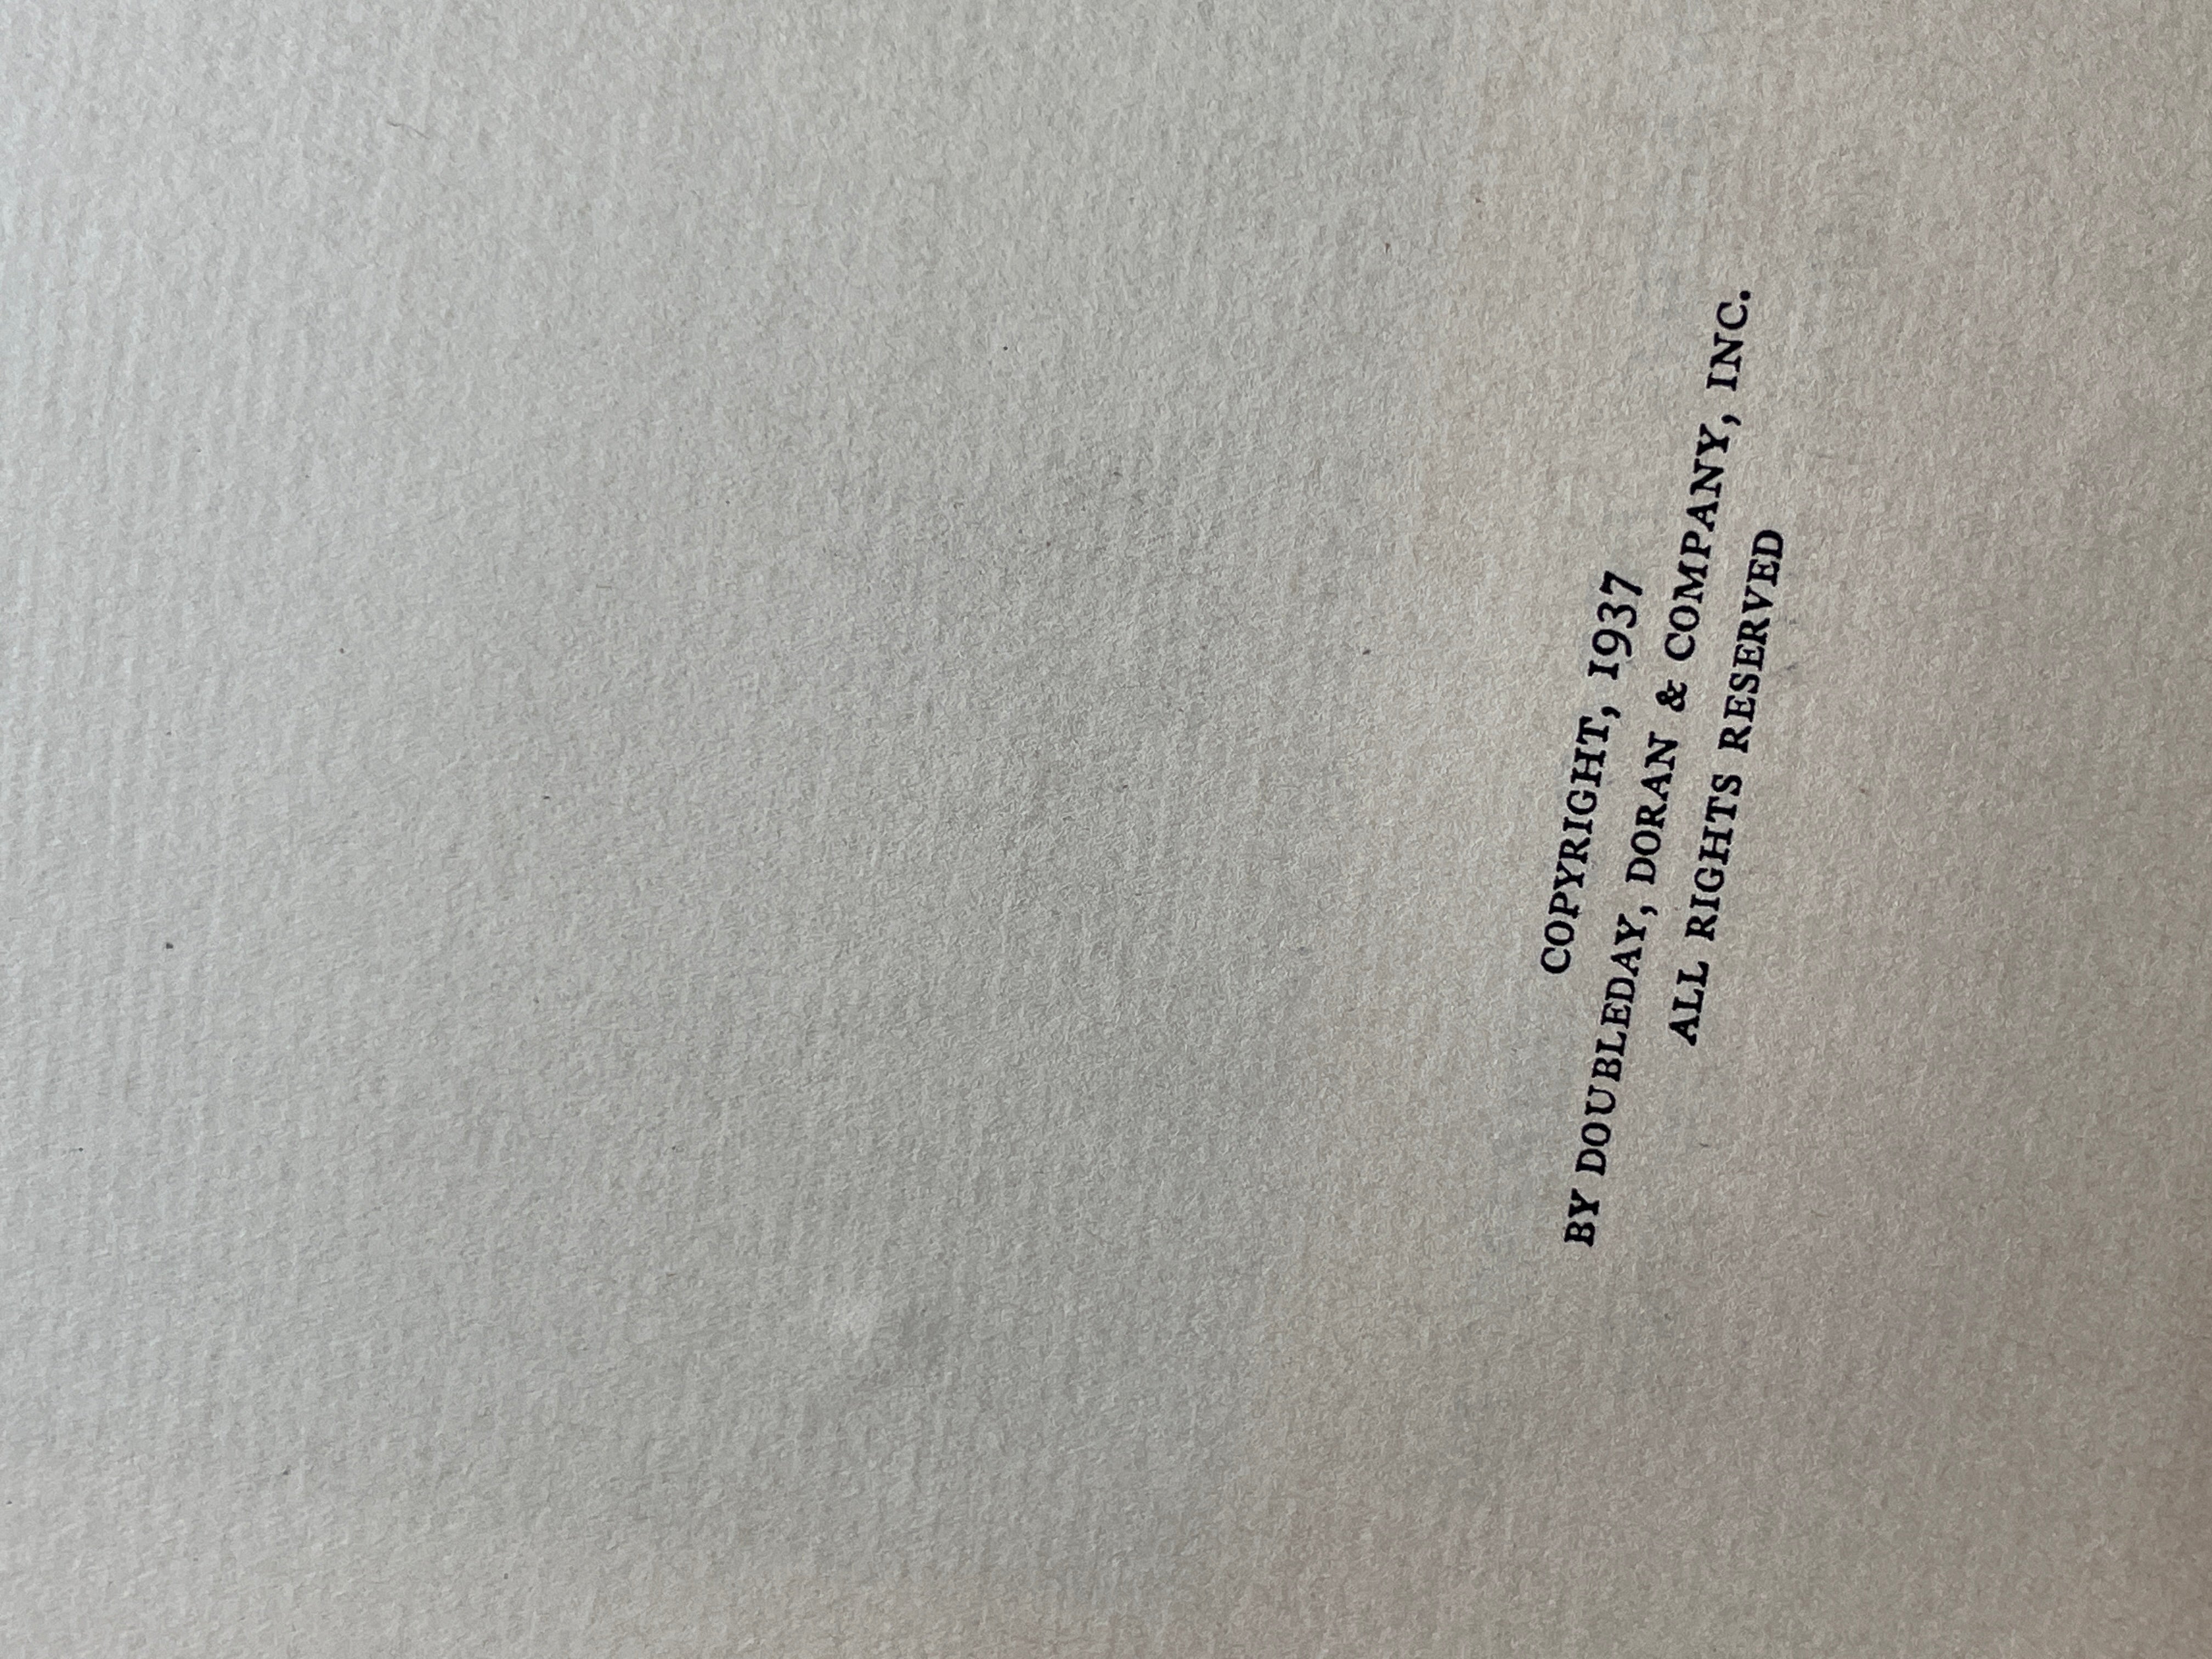 COPYRIGHT, 1937
BY DOUBLEDAY, DORAN & COMPANY, INC.
ALL RIGHTS RESERVED